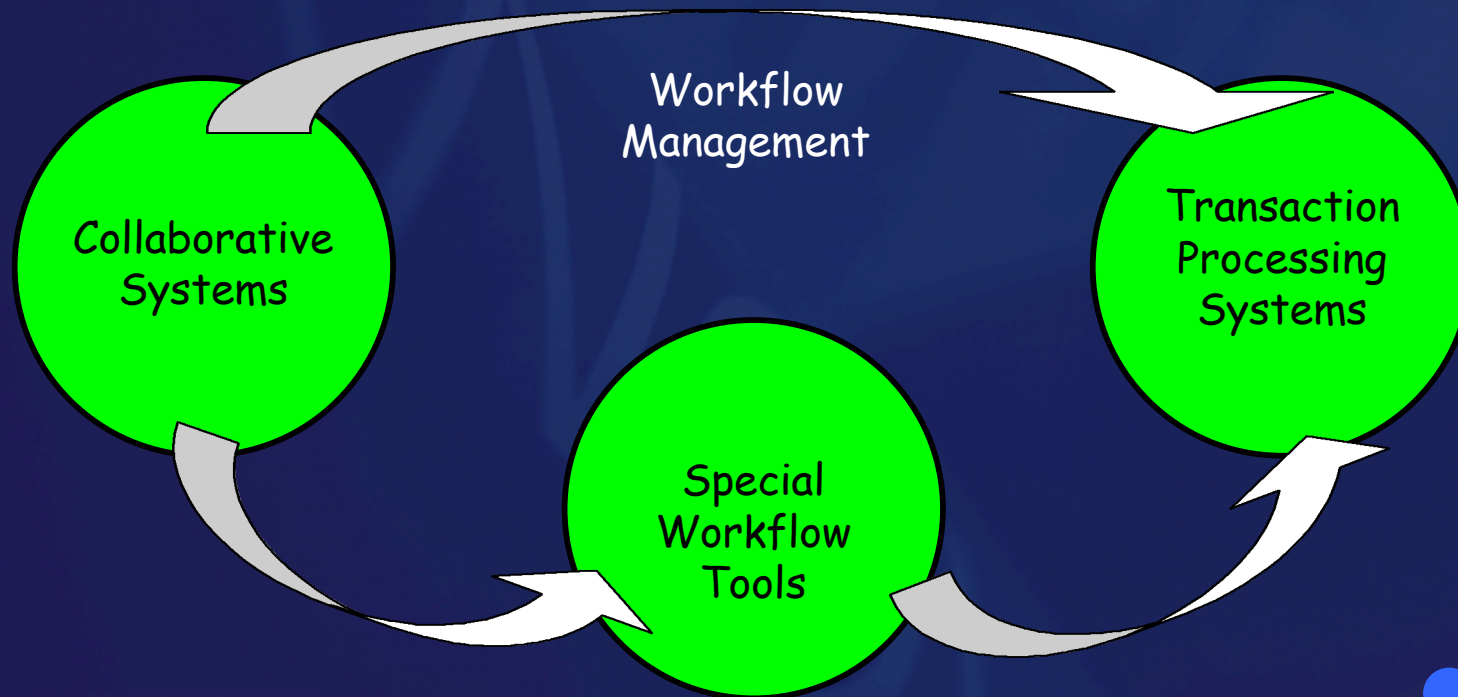 Workflow
Management
Collaborative
Systems
Transaction
Processing
Systems
Special
Workflow
Tools